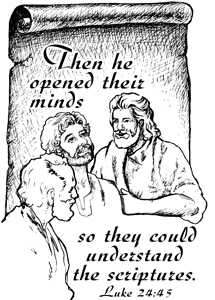 Then he
opened their
minds
so they could
understand
the scriptures.
Luke 24:45